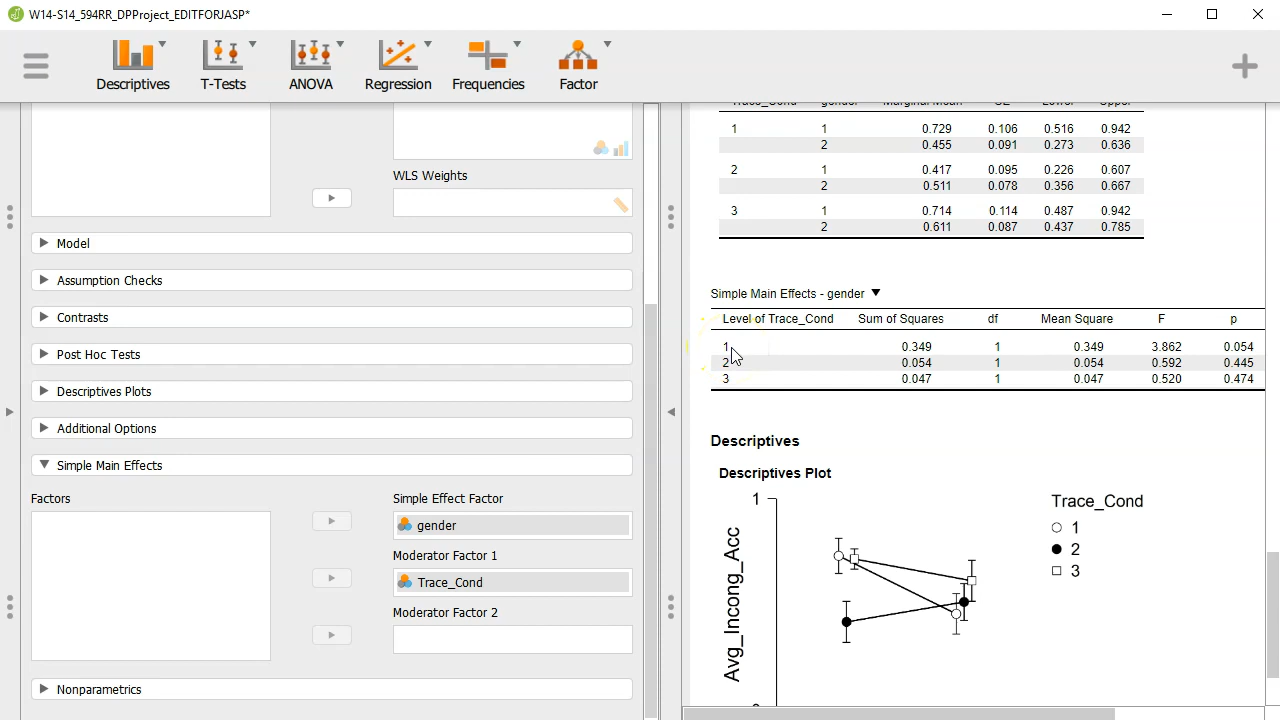 W14-S14_594RR_DPProject_EDITFORJASP*
Descriptives T-Tests ANOVA Regression Frequencies Factor
WLS Weights
Model
Assumption Checks
Contrasts
Post Hoc Tests
Descriptives Plots
Additional Options
Simple Main Effects
Factors
Simple Effect Factor
gender
Moderator Factor 1
Trace_Cond
Moderator Factor 2
Nonparametrics
Trace_Cond gender Marginal Mean SE Lower Upper
1 1 0.729 0.106 0.516 0.942
2 0.455 0.091 0.273 0.636
2 1 0.417 0.095 0.226 0.607
2 0.511 0.078 0.356 0.667
3 1 0.714 0.114 0.487 0.942
2 0.611 0.087 0.437 0.785
Simple Main Effects - gender
Level of Trace_Cond Sum of Squares df Mean Square F p
1 0.349 1 0.349 3.862 0.054
2 0.054 1 0.054 0.592 0.445
3 0.047 1 0.047 0.520 0.474
Descriptives
Descriptives Plot
1
Avg_Incong_Acc
Trace_Cond
1
2
3